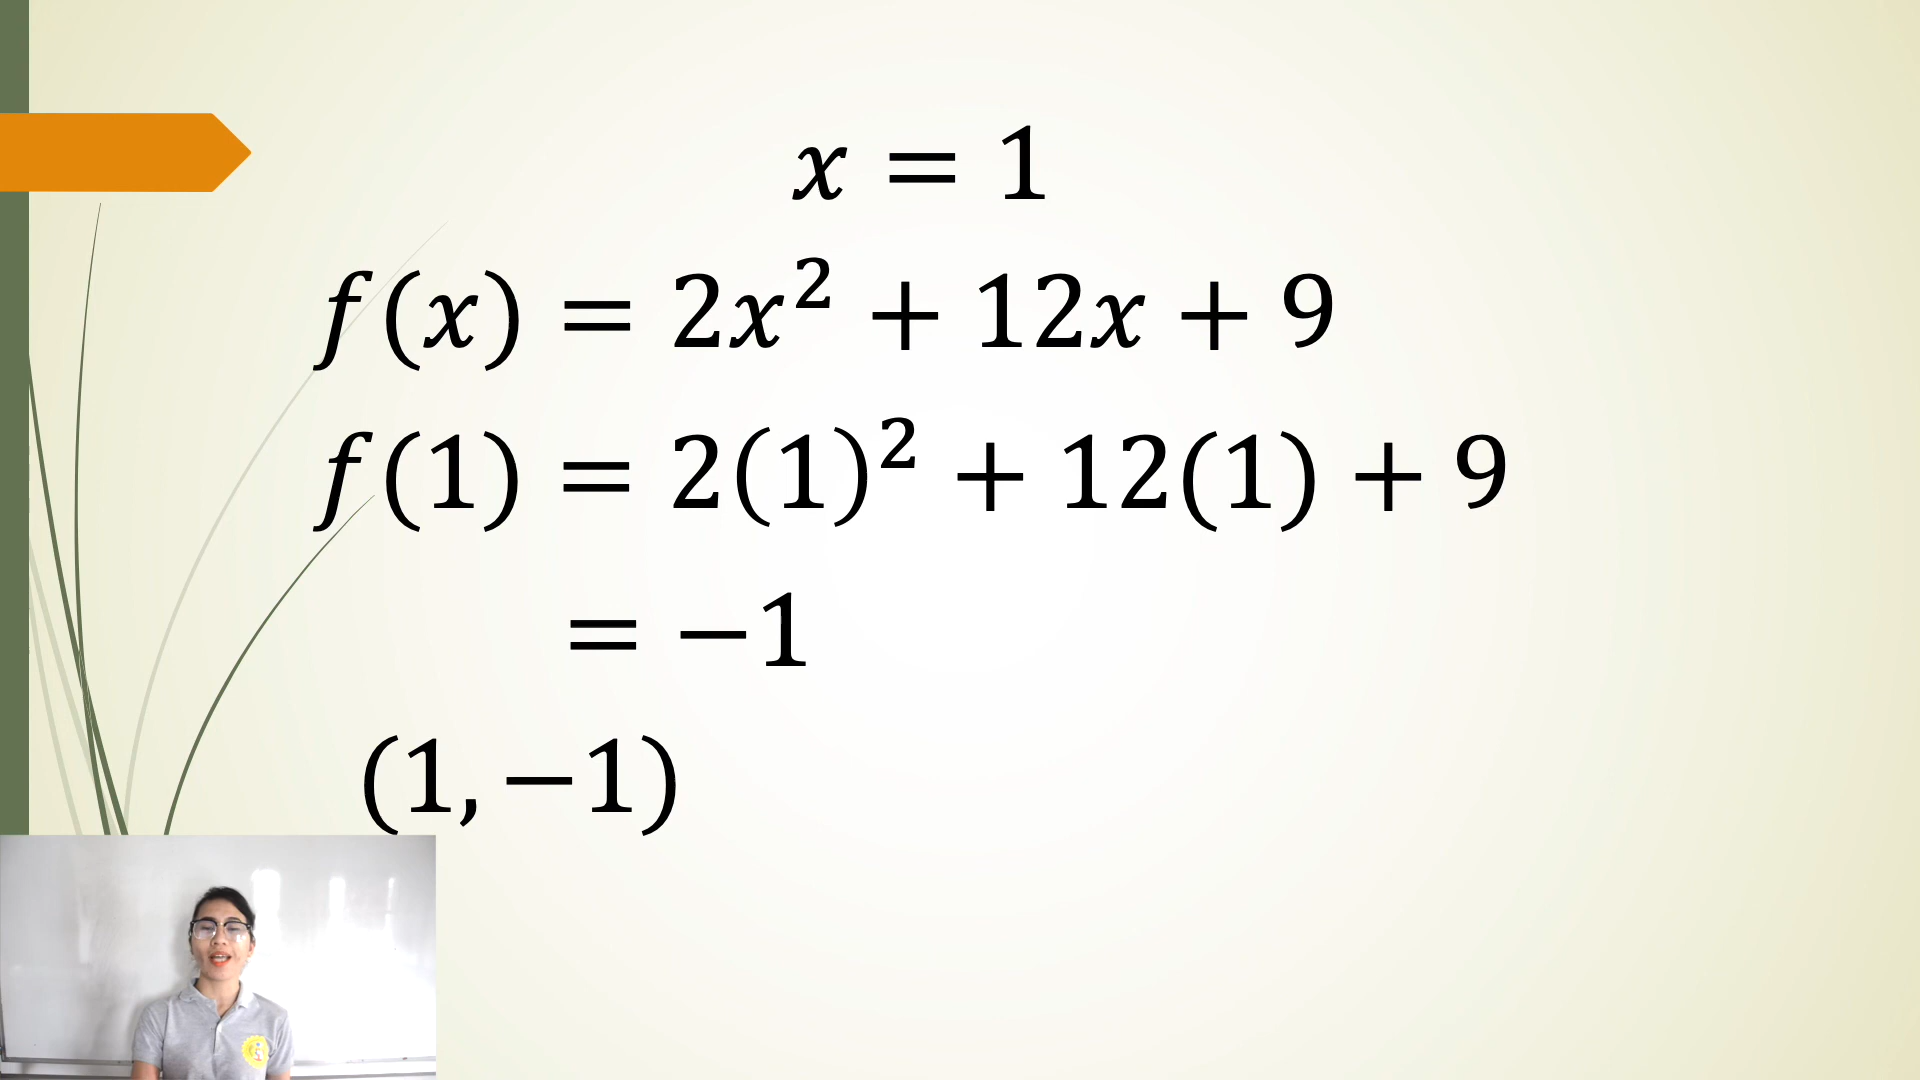 x = 1
f(x) = 2x² + 12x + 9
f(1) = 2(1)² + 12(1) + 9
= −1
(1, −1)